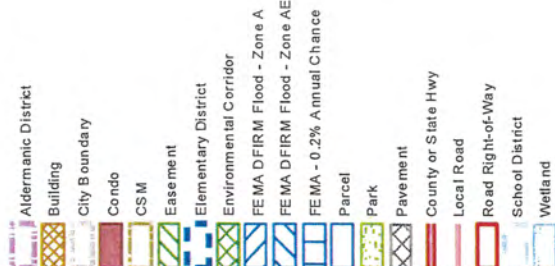 Aldermanic District
Building
City Boundary
Condo
CSM
Easement
Elementary District
Environmental Corridor
FEMA DFIRM Flood - Zone A
FEMA DFIRM Flood - Zone AE
FEMA - 0.2% Annual Chance
Parcel
Park
Pavement
County or State Hwy
Local Road
Road Right-of-Way
School District
Wetland